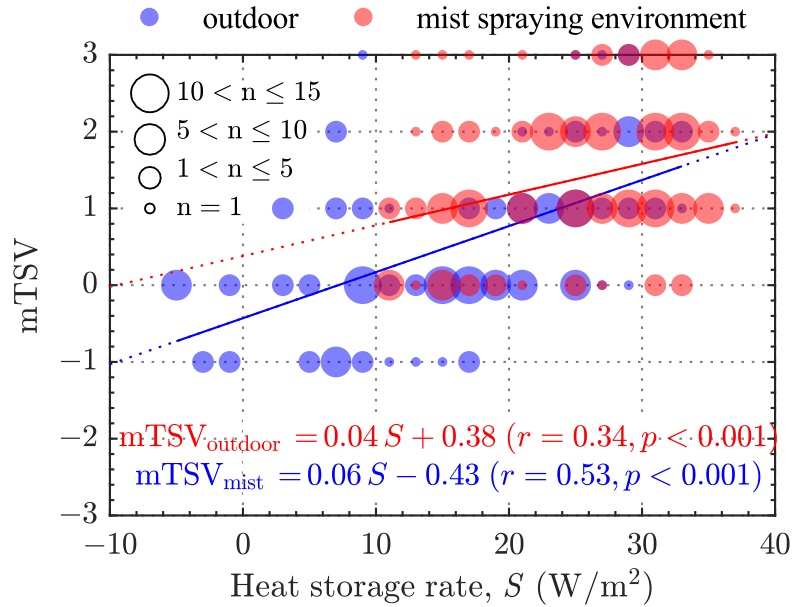 outdoor mist spraying environment
3
10 < n ≤ 15
5 < n ≤ 10
2
1 < n ≤ 5
n = 1
1
mTSV
0
−1
mTSV_outdoor = 0.04 S + 0.38 (r = 0.34, p < 0.001)
−2
mTSV_mist = 0.06 S − 0.43 (r = 0.53, p < 0.001)
−3
−10 0 10 20 30 40
Heat storage rate, S (W/m²)